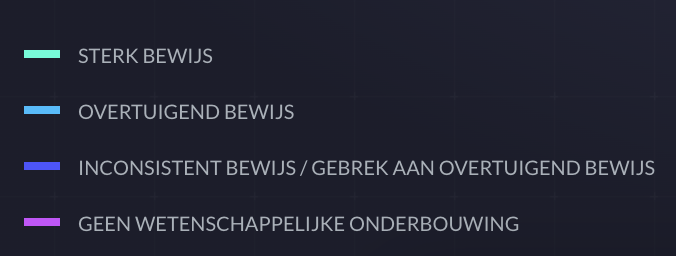 STERK BEWIJS
OVERTUIGEND BEWIJS
INCONSISTENT BEWIJS / GEBREK AAN OVERTUIGEND BEWIJS
GEEN WETENSCHAPPELIJKE ONDERBOUWING